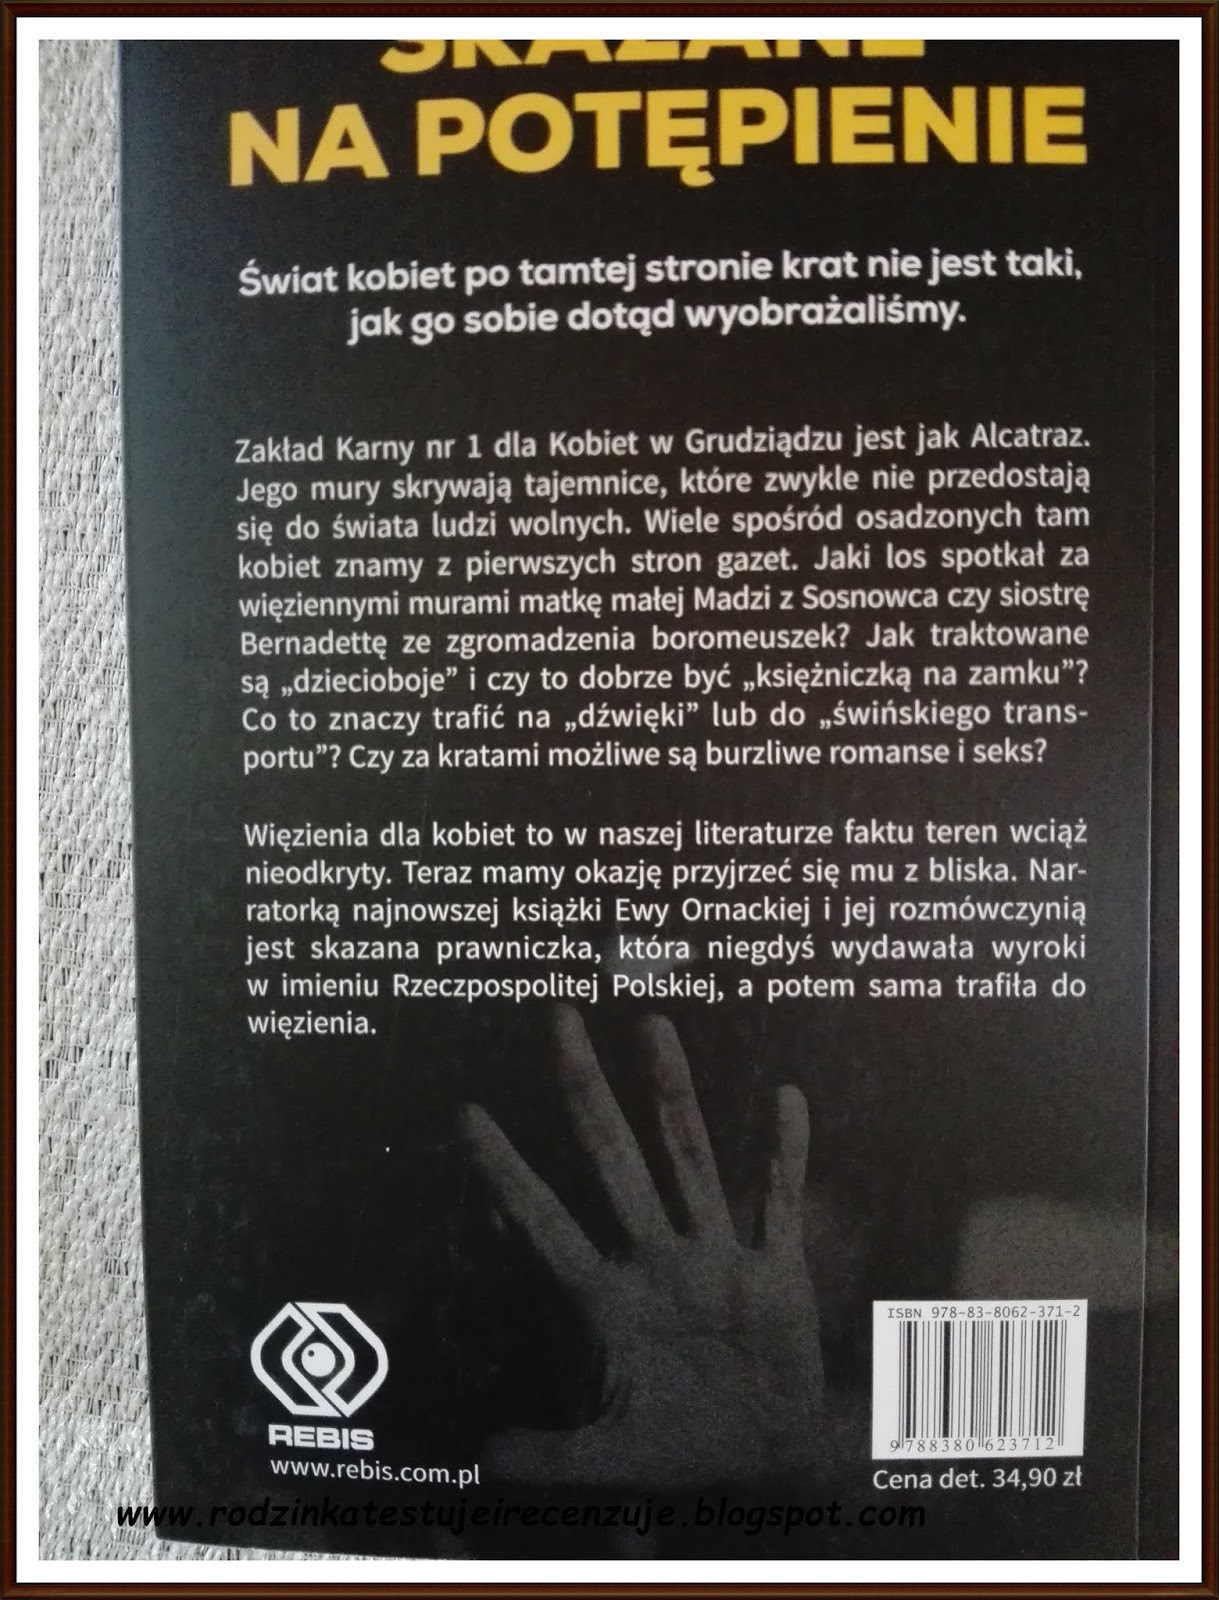 SKAZANE
NA POTĘPIENIE
Świat kobiet po tamtej stronie krat nie jest taki,
jak go sobie dotąd wyobrażaliśmy.
Zakład Karny nr 1 dla Kobiet w Grudziądzu jest jak Alcatraz.
Jego mury skrywają tajemnice, które zwykle nie przedostają
się do świata ludzi wolnych. Wiele spośród osadzonych tam
kobiet znamy z pierwszych stron gazet. Jaki los spotkał za
więziennymi murami matkę małej Madzi z Sosnowca czy siostrę
Bernadettę ze zgromadzenia boromeuszek? Jak traktowane
są „dziecioboje” i czy to dobrze być „księżniczką na zamku”?
Co to znaczy trafić na „dźwięki” lub do „świńskiego trans-
portu”? Czy za kratami możliwe są burzliwe romanse i seks?
Więzienia dla kobiet to w naszej literaturze faktu teren wciąż
nieodkryty. Teraz mamy okazję przyjrzeć się mu z bliska. Nar-
ratorką najnowszej książki Ewy Ornackiej i jej rozmówczynią
jest skazana prawniczka, która niegdyś wydawała wyroki
w imieniu Rzeczpospolitej Polskiej, a potem sama trafiła do
więzienia.
ISBN 978-83-8062-371-2
9 788380 623712
REBIS
www.rebis.com.pl
Cena det. 34,90 zł
www.rodzinkatestujeirecenzuje.blogspot.com